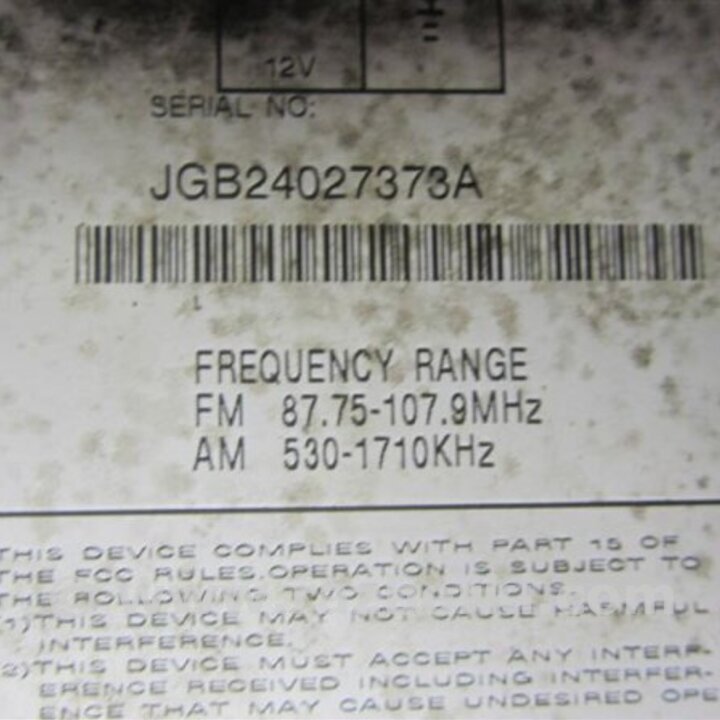 12V
SERIAL NO:
JGB24027373A
FREQUENCY RANGE
FM 87.75-107.9MHz
AM 530-1710KHz
THIS DEVICE COMPLIES WITH PART 15 OF
THE FCC RULES.OPERATION IS SUBJECT TO
THE FOLLOWING TWO CONDITIONS.
(1)THIS DEVICE MAY NOT CAUSE HARMFUL
INTERFERENCE.
2)THIS DEVICE MUST ACCEPT ANY INTERF-
ERENCE RECEIVED INCLUDING INTERFER-
ENCE THAT MAY CAUSE UNDESIRED OPE